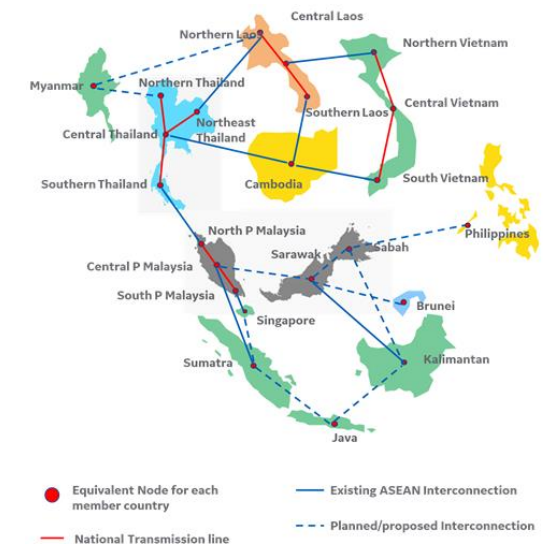 Central Laos
Northern Laos
Northern Vietnam
Myanmar
Northern Thailand
Southern Laos
Central Vietnam
Northeast
Thailand
Central Thailand
Southern Thailand
Cambodia
South Vietnam
North P Malaysia
Philippines
Sarawak
Sabah
Central P Malaysia
South P Malaysia
Brunei
Singapore
Sumatra
Kalimantan
Java
Equivalent Node for each
member country
Existing ASEAN Interconnection
National Transmission line
Planned/proposed Interconnection